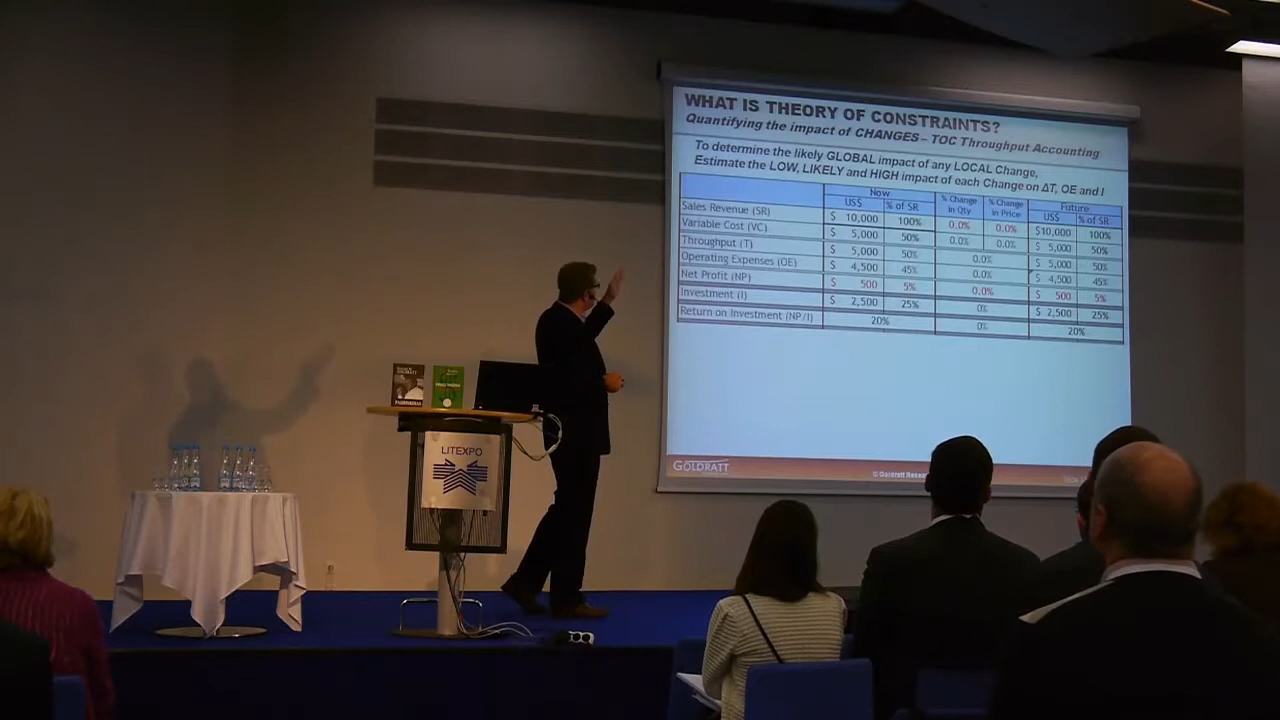 WHAT IS THEORY OF CONSTRAINTS?
Quantifying the impact of CHANGES – TOC Throughput Accounting
To determine the likely GLOBAL impact of any LOCAL Change,
Estimate the LOW, LIKELY and HIGH impact of each Change on ΔT, OE and I
Now % Change in Qty % Change in Price Future
US$ % of SR US$ % of SR
Sales Revenue (SR) $ 10,000 100% 0.0% 0.0% $10,000 100%
Variable Cost (VC) $ 5,000 50% 0.0% 0.0% $ 5,000 50%
Throughput (T) $ 5,000 50% 0.0% $ 5,000 50%
Operating Expenses (OE) $ 4,500 45% 0.0% $ 4,500 45%
Net Profit (NP) $ 500 5% 0.0% $ 500 5%
Investment (I) $ 2,500 25% 0% $ 2,500 25%
Return on Investment (NP/I) 20% 0% 20%
GOLDRATT © Goldratt Rese
LITEXPO